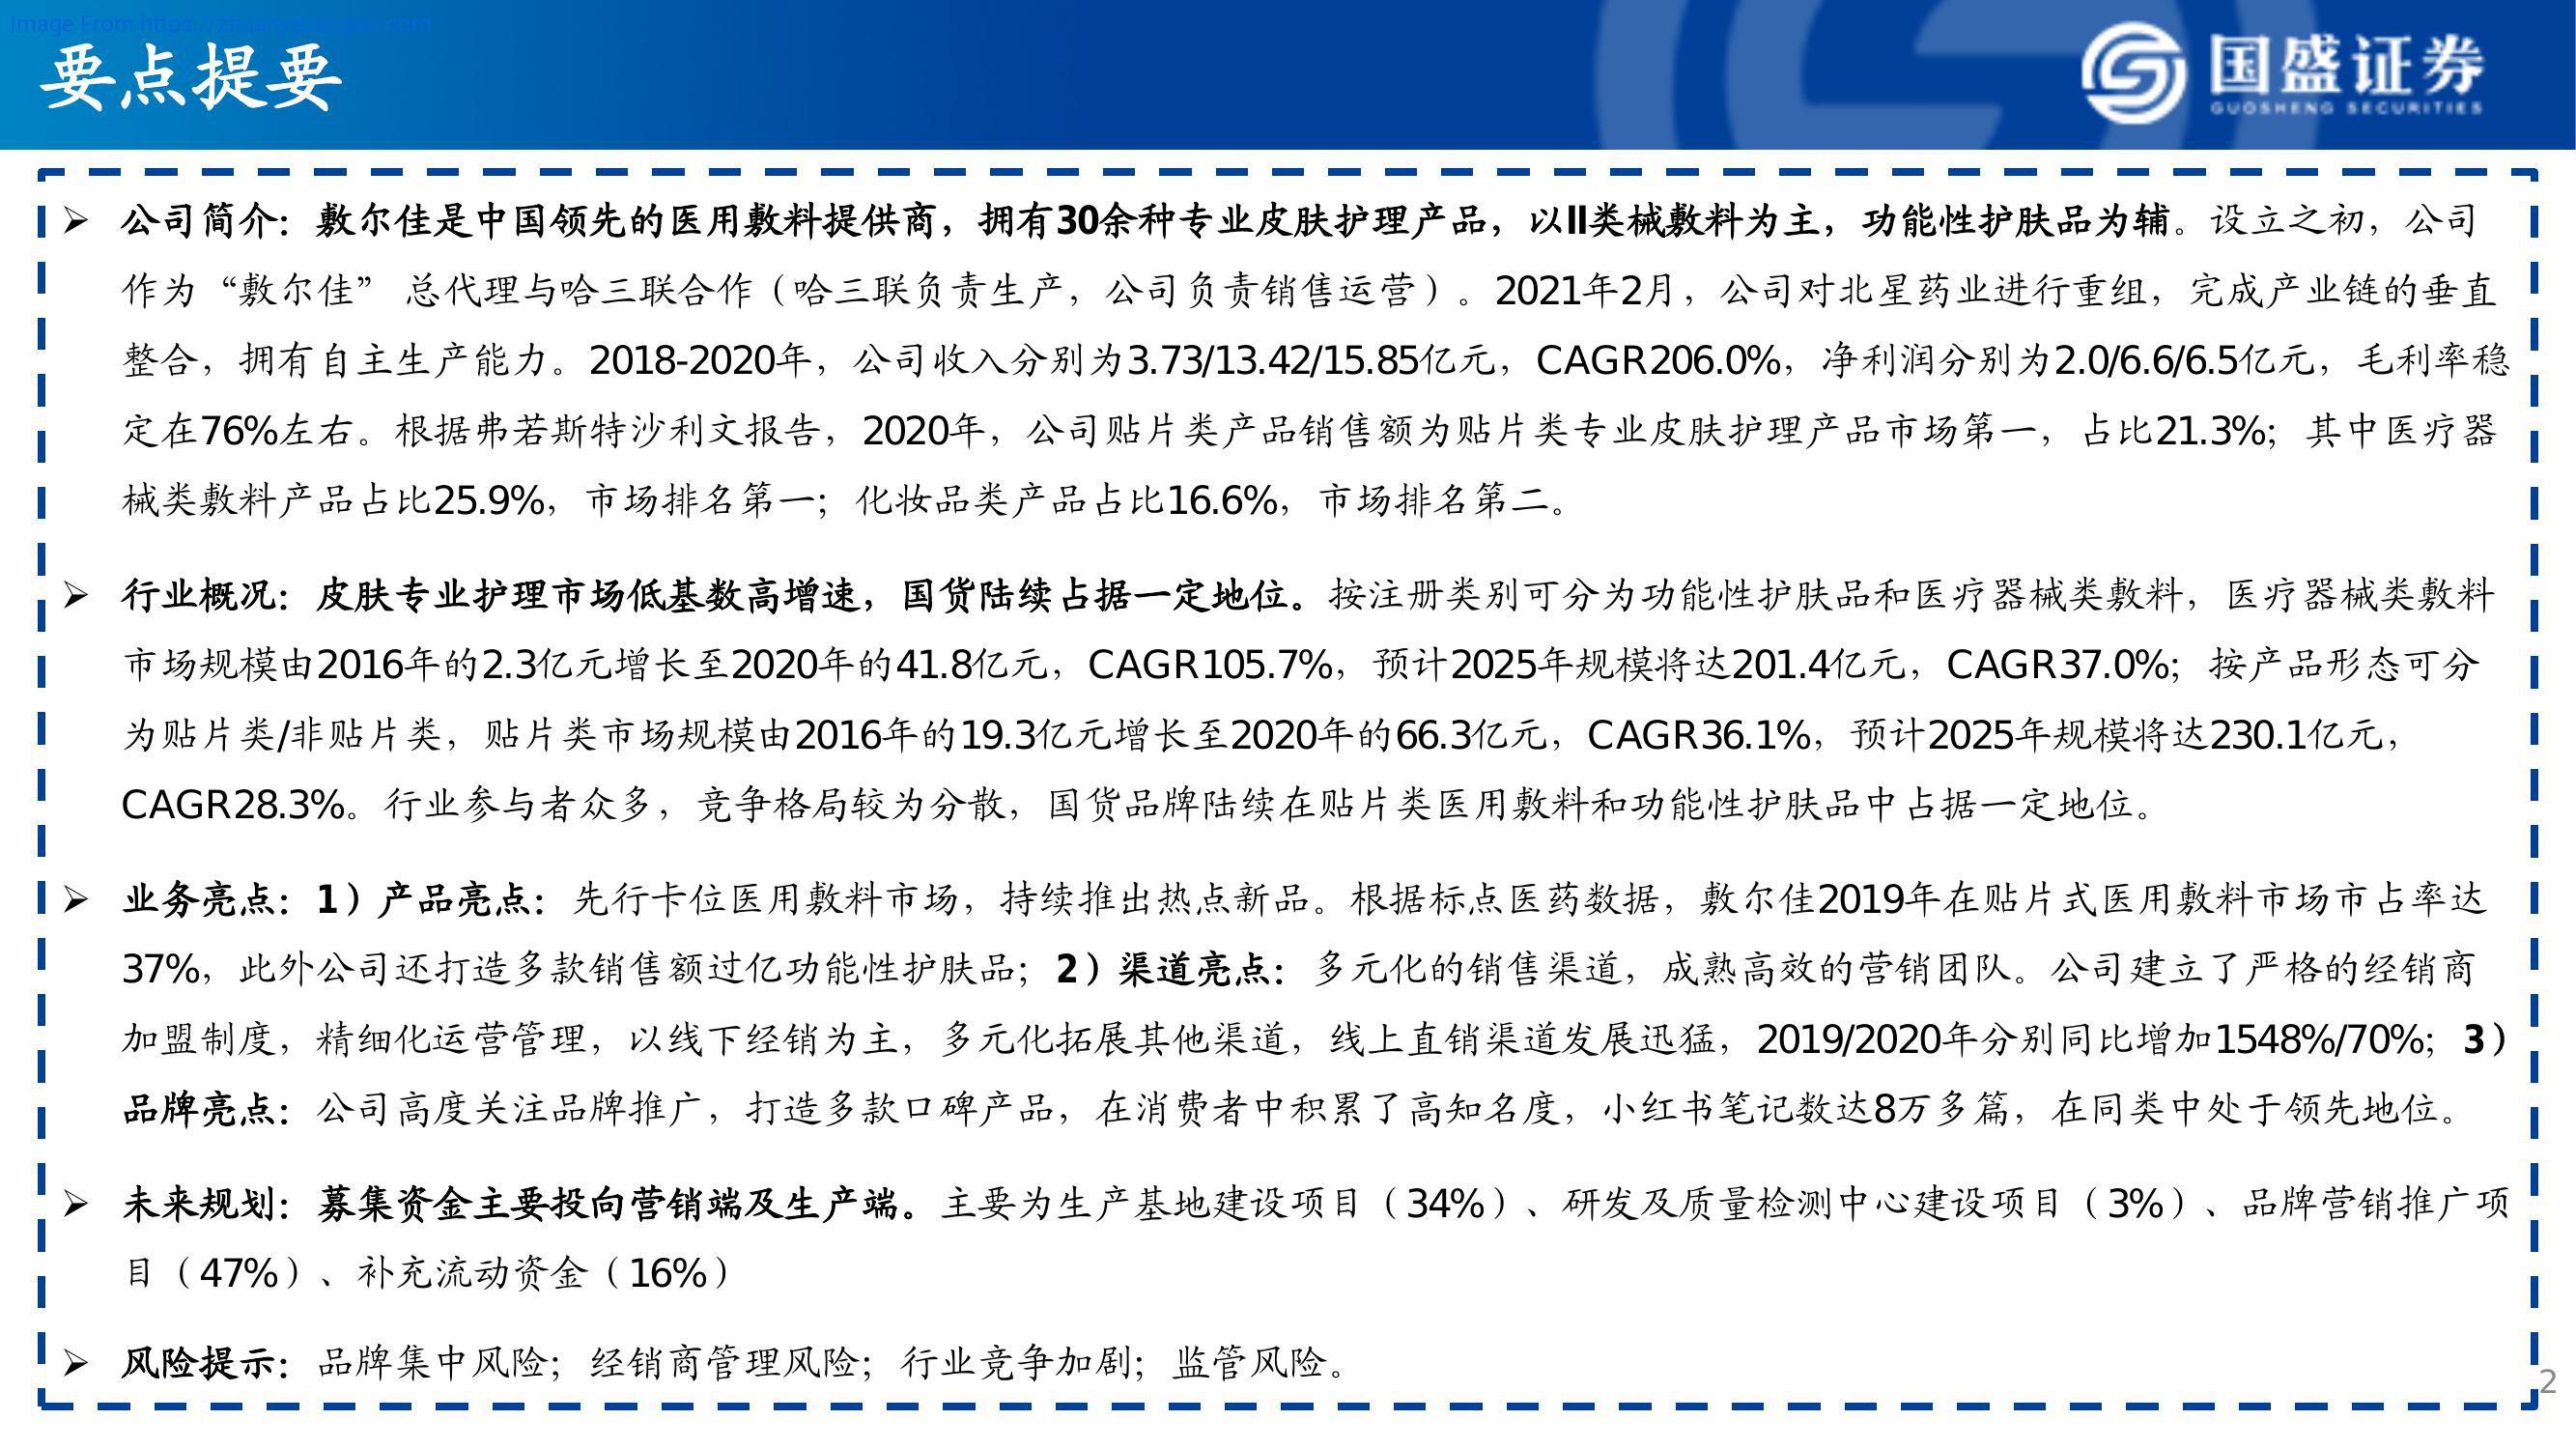 要点提要
国盛证券
GUOSHENG SECURITIES
➢ 公司简介：敷尔佳是中国领先的医用敷料提供商，拥有30余种专业皮肤护理产品，以II类械敷料为主，功能性护肤品为辅。设立之初，公司
作为“敷尔佳” 总代理与哈三联合作（哈三联负责生产，公司负责销售运营）。2021年2月，公司对北星药业进行重组，完成产业链的垂直
整合，拥有自主生产能力。2018-2020年，公司收入分别为3.73/13.42/15.85亿元，CAGR206.0%，净利润分别为2.0/6.6/6.5亿元，毛利率稳
定在76%左右。根据弗若斯特沙利文报告，2020年，公司贴片类产品销售额为贴片类专业皮肤护理产品市场第一，占比21.3%；其中医疗器
械类敷料产品占比25.9%，市场排名第一；化妆品类产品占比16.6%，市场排名第二。
➢ 行业概况：皮肤专业护理市场低基数高增速，国货陆续占据一定地位。按注册类别可分为功能性护肤品和医疗器械类敷料，医疗器械类敷料
市场规模由2016年的2.3亿元增长至2020年的41.8亿元，CAGR105.7%，预计2025年规模将达201.4亿元，CAGR37.0%；按产品形态可分
为贴片类/非贴片类，贴片类市场规模由2016年的19.3亿元增长至2020年的66.3亿元，CAGR36.1%，预计2025年规模将达230.1亿元，
CAGR28.3%。行业参与者众多，竞争格局较为分散，国货品牌陆续在贴片类医用敷料和功能性护肤品中占据一定地位。
➢ 业务亮点：1）产品亮点：先行卡位医用敷料市场，持续推出热点新品。根据标点医药数据，敷尔佳2019年在贴片式医用敷料市场市占率达
37%，此外公司还打造多款销售额过亿功能性护肤品；2）渠道亮点：多元化的销售渠道，成熟高效的营销团队。公司建立了严格的经销商
加盟制度，精细化运营管理，以线下经销为主，多元化拓展其他渠道，线上直销渠道发展迅猛，2019/2020年分别同比增加1548%/70%；3）
品牌亮点：公司高度关注品牌推广，打造多款口碑产品，在消费者中积累了高知名度，小红书笔记数达8万多篇，在同类中处于领先地位。
➢ 未来规划：募集资金主要投向营销端及生产端。主要为生产基地建设项目（34%）、研发及质量检测中心建设项目（3%）、品牌营销推广项
目（47%）、补充流动资金（16%）
➢ 风险提示：品牌集中风险；经销商管理风险；行业竞争加剧；监管风险。
2